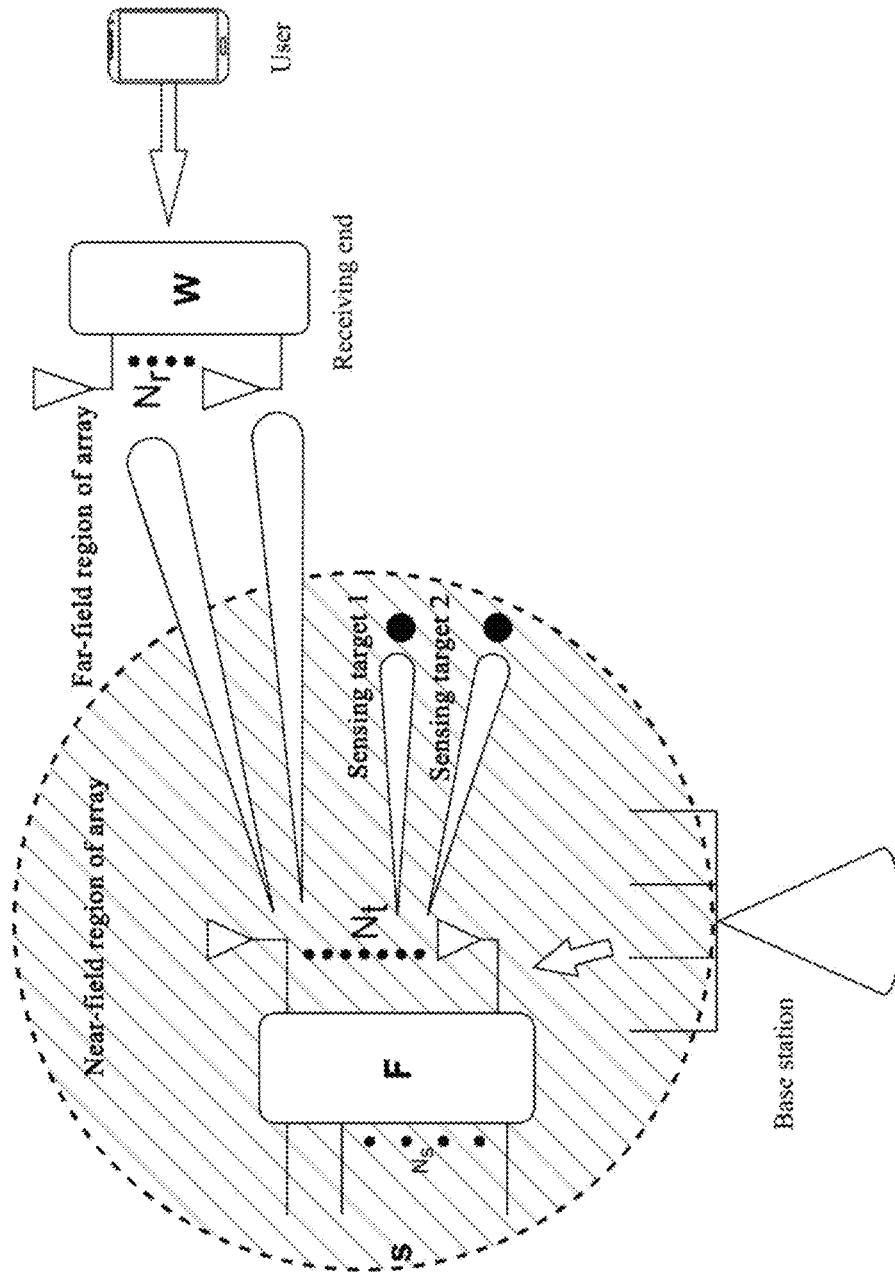 Near-field region of array
Far-field region of array
s
Ns
F
Nt
Sensing target 1
Sensing target 2
Nr
W
Receiving end
User
Base station